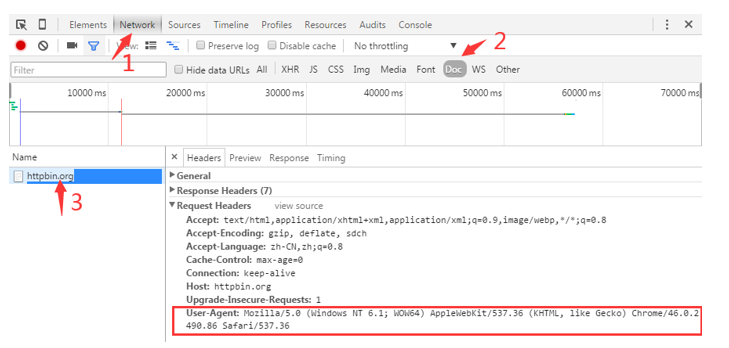 Elements Network Sources Timeline Profiles Resources Audits Console
View: Preserve log Disable cache No throttling
1 2
Filter Hide data URLs All XHR JS CSS Img Media Font Doc WS Other
10000 ms 20000 ms 30000 ms 40000 ms 50000 ms 60000 ms 70000 ms
Name × Headers Preview Response Timing
httpbin.org
3
General
Response Headers (7)
Request Headers view source
Accept: text/html,application/xhtml+xml,application/xml;q=0.9,image/webp,*/*;q=0.8
Accept-Encoding: gzip, deflate, sdch
Accept-Language: zh-CN,zh;q=0.8
Cache-Control: max-age=0
Connection: keep-alive
Host: httpbin.org
Upgrade-Insecure-Requests: 1
User-Agent: Mozilla/5.0 (Windows NT 6.1; WOW64) AppleWebKit/537.36 (KHTML, like Gecko) Chrome/46.0.2
490.86 Safari/537.36